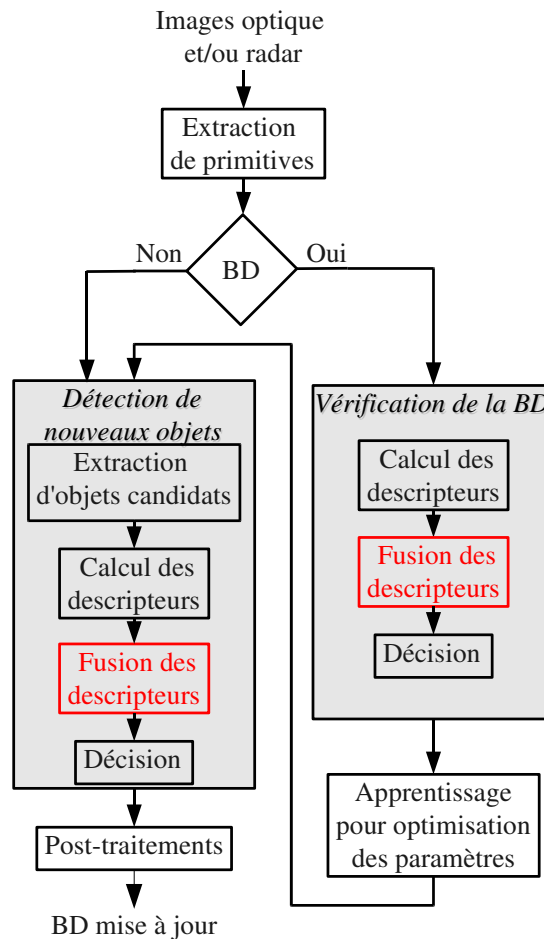 Images optique
et/ou radar
Extraction
de primitives
Non
BD
Oui
Détection de
nouveaux objets
Extraction
d'objets candidats
Calcul des
descripteurs
Fusion des
descripteurs
Décision
Post-traitements
BD mise à jour
Vérification de la BD
Calcul des
descripteurs
Fusion des
descripteurs
Décision
Apprentissage
pour optimisation
des paramètres